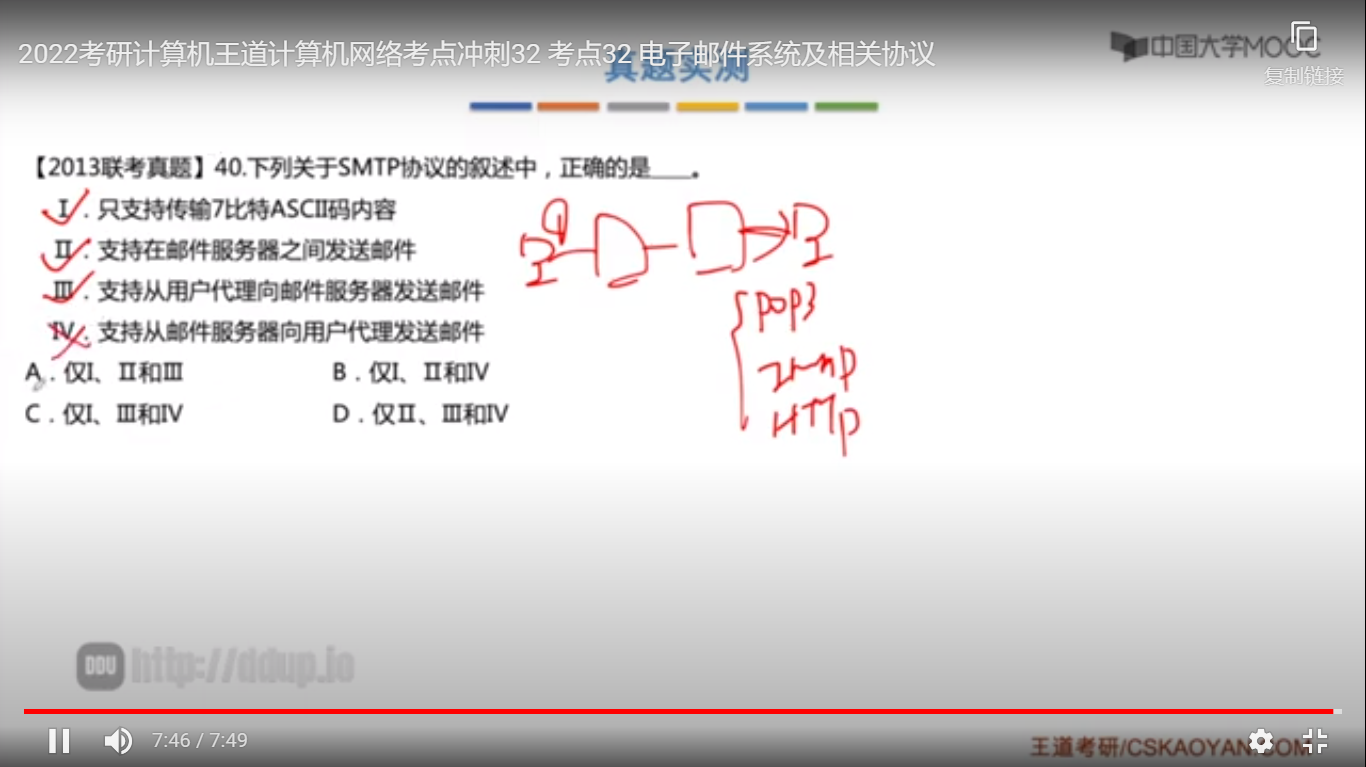 2022考研计算机王道计算机网络考点冲刺32 考点32 电子邮件系统及相关协议
中国大学MOOC
真题实测
复制链接
【2013联考真题】40.下列关于SMTP协议的叙述中，正确的是____。
Ⅰ．只支持传输7比特ASCII码内容
Ⅱ．支持在邮件服务器之间发送邮件
Ⅲ．支持从用户代理向邮件服务器发送邮件
Ⅳ．支持从邮件服务器向用户代理发送邮件
A．仅Ⅰ、Ⅱ和Ⅲ
B．仅Ⅰ、Ⅱ和Ⅳ
C．仅Ⅰ、Ⅲ和Ⅳ
D．仅Ⅱ、Ⅲ和Ⅳ
POP3
HTTP
DDU http://ddup.io
7:46 / 7:49
王道考研/CSKAOYAN.COM